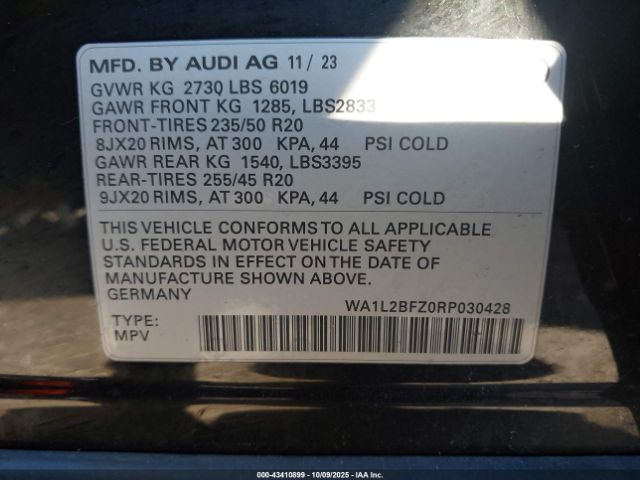 MFD. BY AUDI AG 11 / 23
GVWR KG 2730 LBS 6019
GAWR FRONT KG 1285, LBS2833
FRONT-TIRES 235/50 R20
8JX20 RIMS, AT 300 KPA, 44 PSI COLD
GAWR REAR KG 1540, LBS3395
REAR-TIRES 255/45 R20
9JX20 RIMS, AT 300 KPA, 44 PSI COLD
THIS VEHICLE CONFORMS TO ALL APPLICABLE
U.S. FEDERAL MOTOR VEHICLE SAFETY
STANDARDS IN EFFECT ON THE DATE OF
MANUFACTURE SHOWN ABOVE.
GERMANY
WA1L2BFZ0RP030428
TYPE:
MPV
000-43410899 - 10/09/2025 - IAA Inc.